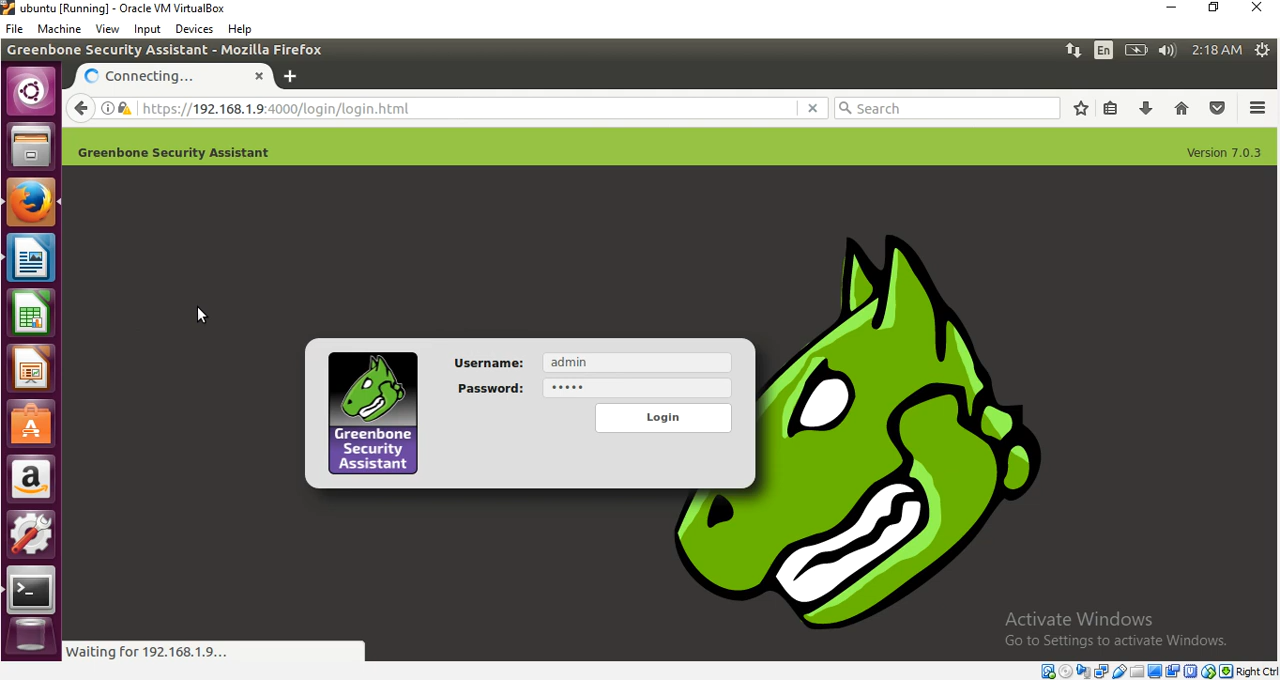 ubuntu [Running] - Oracle VM VirtualBox
File Machine View Input Devices Help
Greenbone Security Assistant - Mozilla Firefox
En
2:18 AM
Connecting...
https://192.168.1.9:4000/login/login.html
Search
Greenbone Security Assistant
Version 7.0.3
Username: admin
Password: •••••
Login
Greenbone
Security
Assistant
a
Activate Windows
Go to Settings to activate Windows.
Waiting for 192.168.1.9...
Right Ctrl